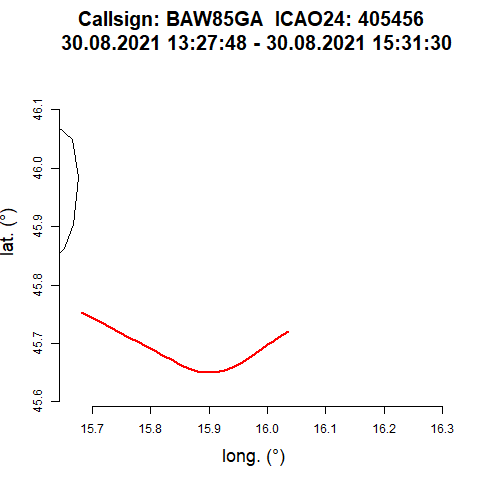 Callsign: BAW85GA  ICAO24: 405456
30.08.2021 13:27:48 - 30.08.2021 15:31:30
46.1
46.0
45.9
45.8
45.7
45.6
lat. (°)
15.7 15.8 15.9 16.0 16.1 16.2 16.3
long. (°)